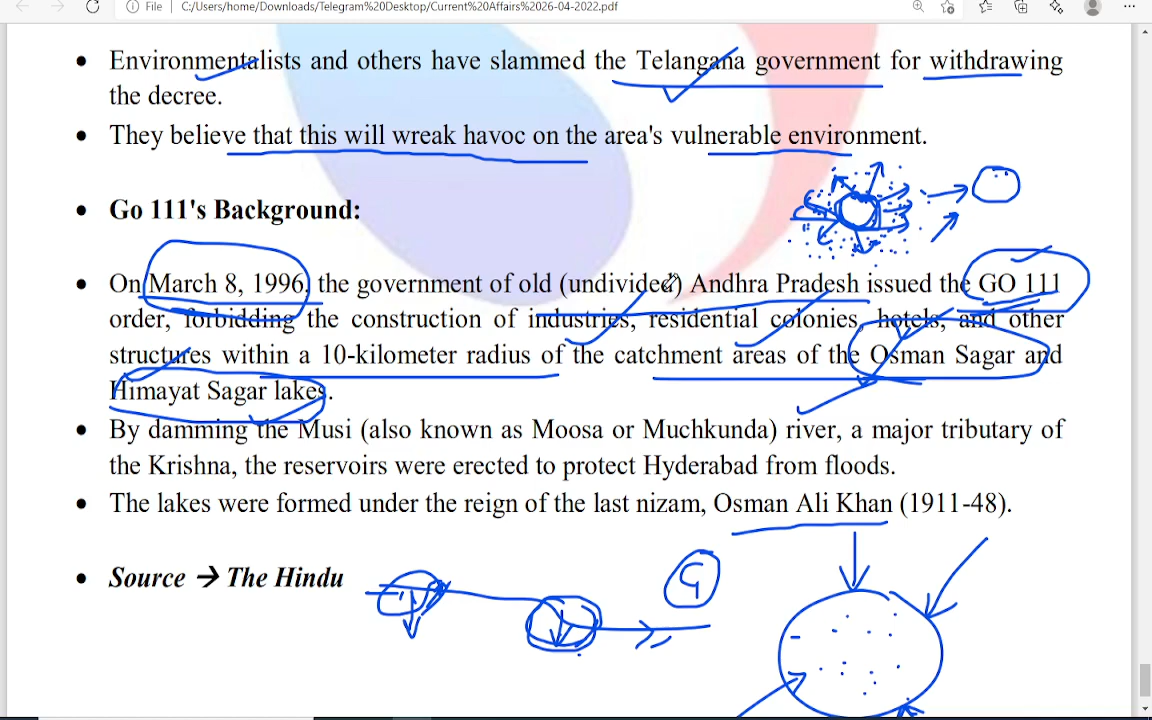 File | C:/Users/home/Downloads/Telegram%20Desktop/Current%20Affairs%2026-04-2022.pdf
• Environmentalists and others have slammed the Telangana government for withdrawing
the decree.
• They believe that this will wreak havoc on the area's vulnerable environment.
• Go 111's Background:
• On March 8, 1996, the government of old (undivided) Andhra Pradesh issued the GO 111
order, forbidding the construction of industries, residential colonies, hotels, and other
structures within a 10-kilometer radius of the catchment areas of the Osman Sagar and
Himayat Sagar lakes.
• By damming the Musi (also known as Moosa or Muchkunda) river, a major tributary of
the Krishna, the reservoirs were erected to protect Hyderabad from floods.
• The lakes were formed under the reign of the last nizam, Osman Ali Khan (1911-48).
• Source → The Hindu